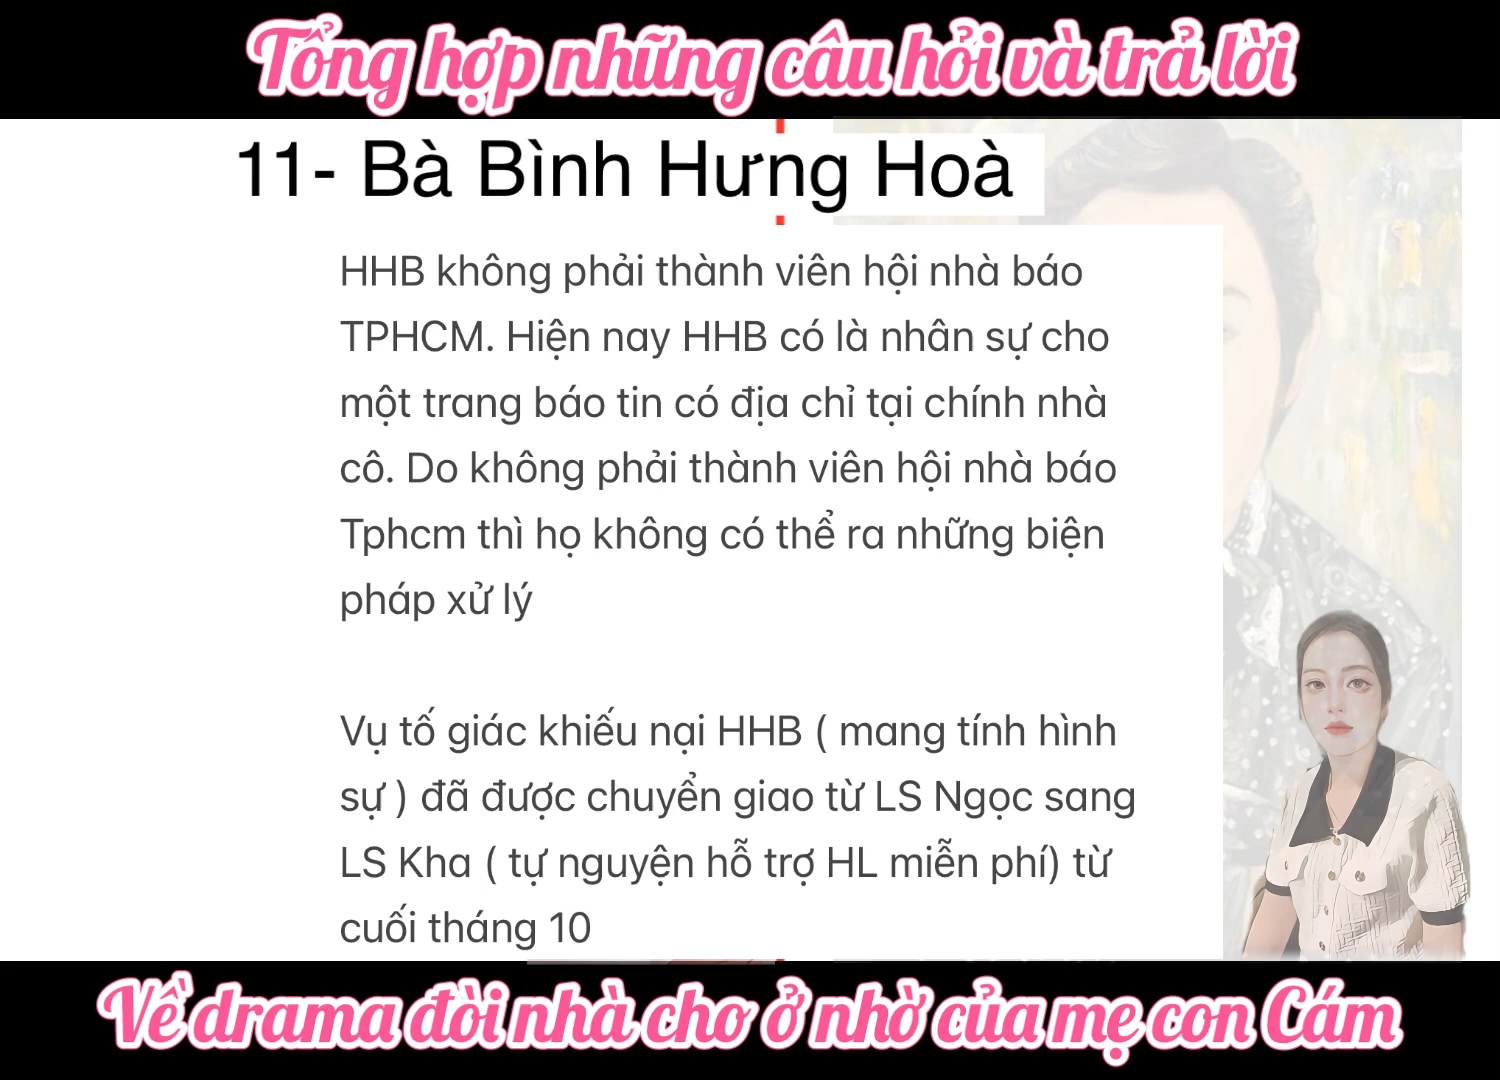 Tổng hợp những câu hỏi và trả lời
11- Bà Bình Hưng Hoà
HHB không phải thành viên hội nhà báo
TPHCM. Hiện nay HHB có là nhân sự cho
một trang báo tin có địa chỉ tại chính nhà
cô. Do không phải thành viên hội nhà báo
Tphcm thì họ không có thể ra những biện
pháp xử lý
Vụ tố giác khiếu nại HHB ( mang tính hình
sự ) đã được chuyển giao từ LS Ngọc sang
LS Kha ( tự nguyện hỗ trợ HL miễn phí) từ
cuối tháng 10
Về drama đòi nhà cho ở nhờ của mẹ con Cám